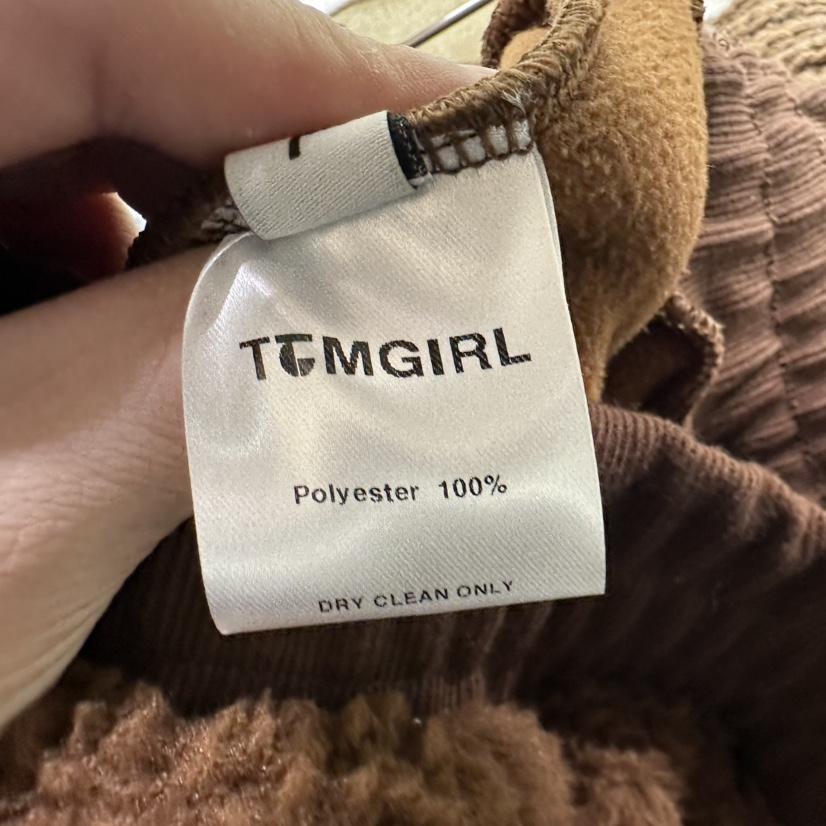 TGMGIRL
Polyester 100%
DRY CLEAN ONLY